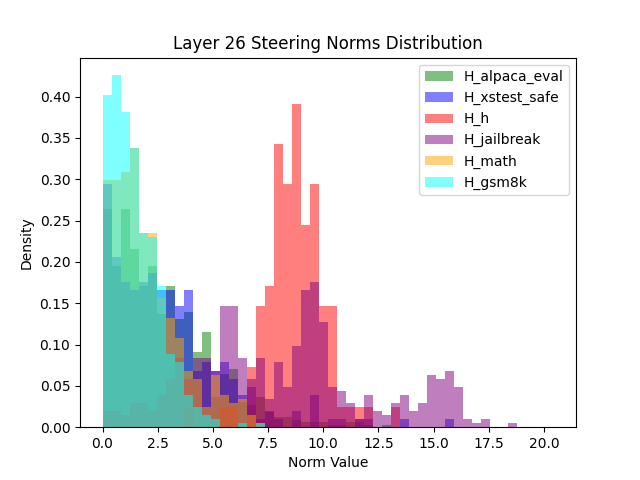 Layer 26 Steering Norms Distribution
H_alpaca_eval
H_xstest_safe
H_h
H_jailbreak
H_math
H_gsm8k
Density
0.40
0.35
0.30
0.25
0.20
0.15
0.10
0.05
0.00
0.0 2.5 5.0 7.5 10.0 12.5 15.0 17.5 20.0
Norm Value